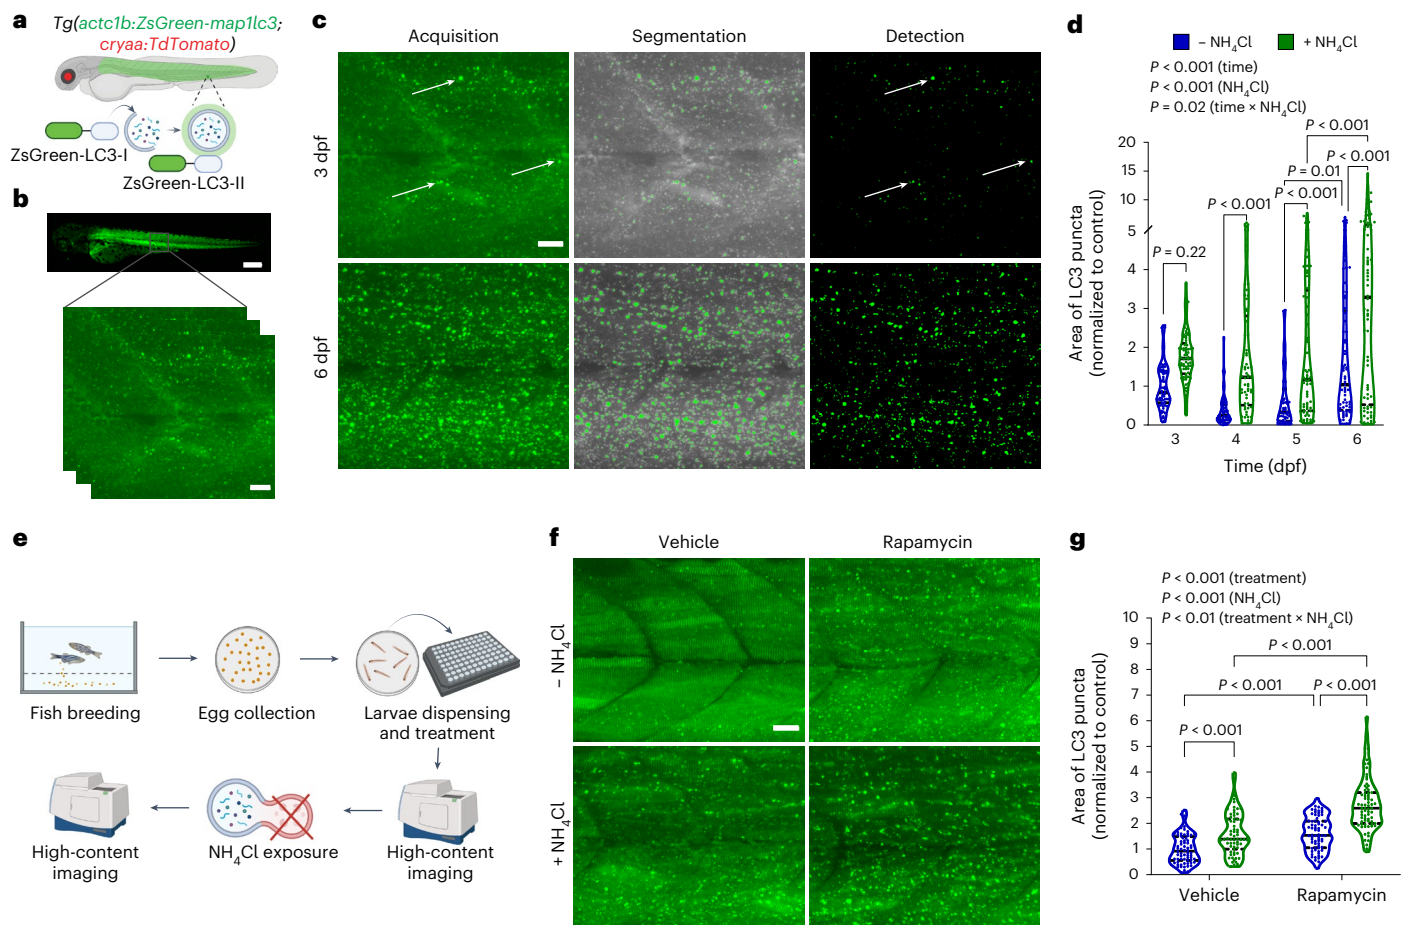 a
Tg(actc1b:ZsGreen-map1lc3;
cryaa:TdTomato)
ZsGreen-LC3-I
ZsGreen-LC3-II
b
c
Acquisition
Segmentation
Detection
3 dpf
6 dpf
d
– NH4Cl
+ NH4Cl
P < 0.001 (time)
P < 0.001 (NH4Cl)
P = 0.02 (time × NH4Cl)
P < 0.001
P < 0.001
P = 0.01
P < 0.001
P < 0.001
P = 0.22
Area of LC3 puncta
(normalized to control)
20
15
10
5
4
3
2
1
0
3
4
5
6
Time (dpf)
e
Fish breeding
Egg collection
Larvae dispensing
and treatment
High-content
imaging
NH4Cl exposure
High-content
imaging
f
Vehicle
Rapamycin
– NH4Cl
+ NH4Cl
g
P < 0.001 (treatment)
P < 0.001 (NH4Cl)
P < 0.01 (treatment × NH4Cl)
P < 0.001
P < 0.001
P < 0.001
P < 0.001
Area of LC3 puncta
(normalized to control)
10
9
8
7
6
5
4
3
2
1
0
Vehicle
Rapamycin